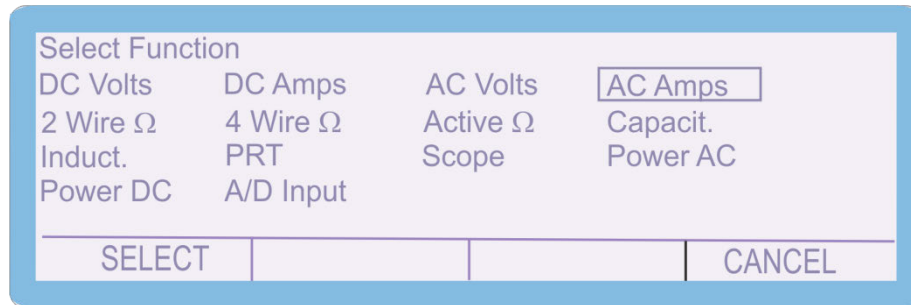 Select Function
DC Volts DC Amps AC Volts AC Amps
2 Wire Ω 4 Wire Ω Active Ω Capacit.
Induct. PRT Scope Power AC
Power DC A/D Input
SELECT CANCEL